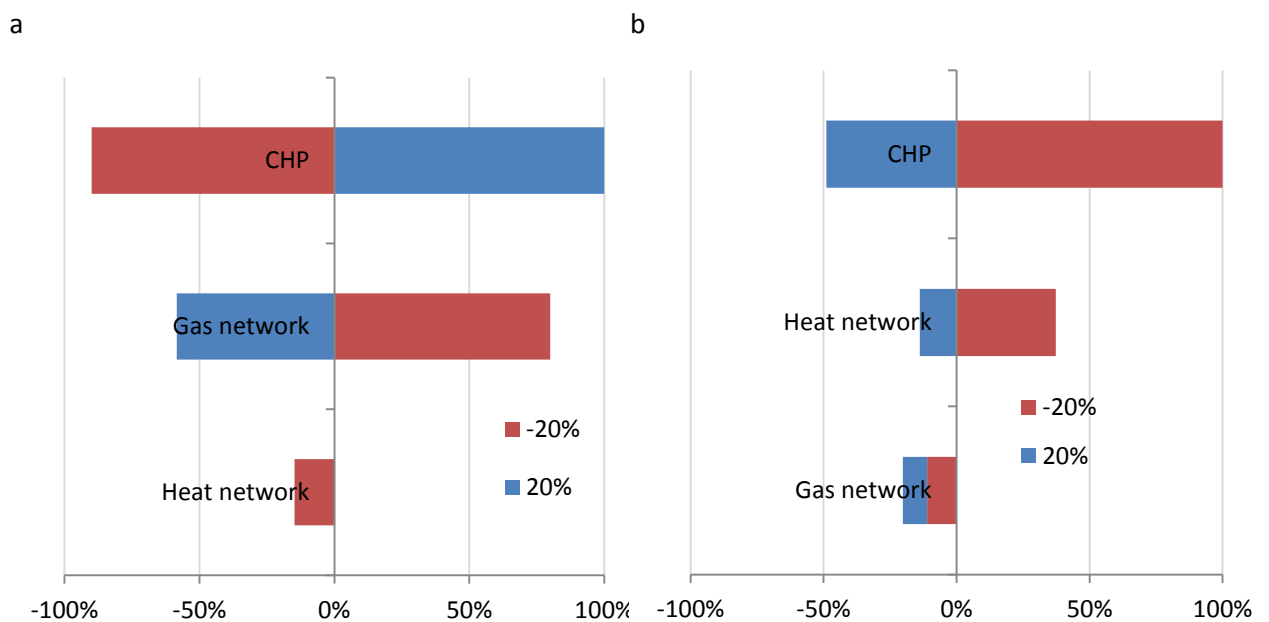 a
CHP
Gas network
Heat network
-20%
20%
-100% -50% 0% 50% 100%
b
CHP
Heat network
Gas network
-20%
20%
-100% -50% 0% 50% 100%